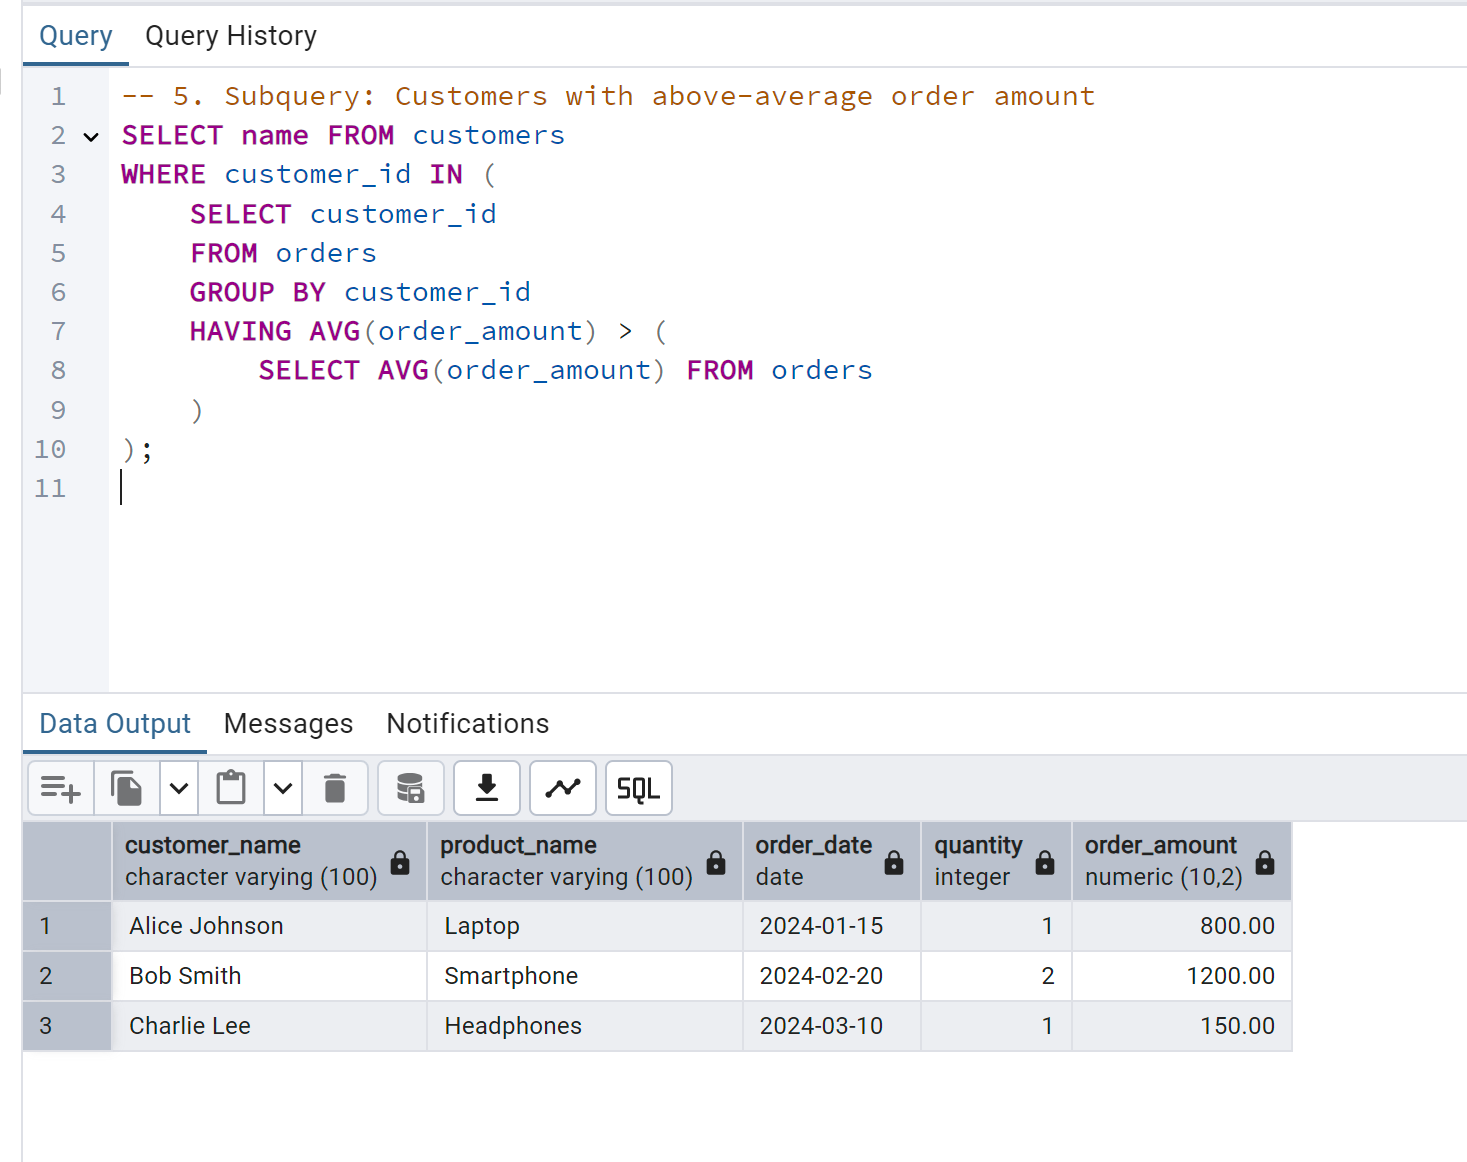 Query Query History
1 -- 5. Subquery: Customers with above-average order amount
2 SELECT name FROM customers
3 WHERE customer_id IN (
4     SELECT customer_id
5     FROM orders
6     GROUP BY customer_id
7     HAVING AVG(order_amount) > (
8         SELECT AVG(order_amount) FROM orders
9     )
10 );
11
Data Output Messages Notifications
SQL
customer_name product_name order_date quantity order_amount
character varying (100) character varying (100) date integer numeric (10,2)
1 Alice Johnson Laptop 2024-01-15 1 800.00
2 Bob Smith Smartphone 2024-02-20 2 1200.00
3 Charlie Lee Headphones 2024-03-10 1 150.00